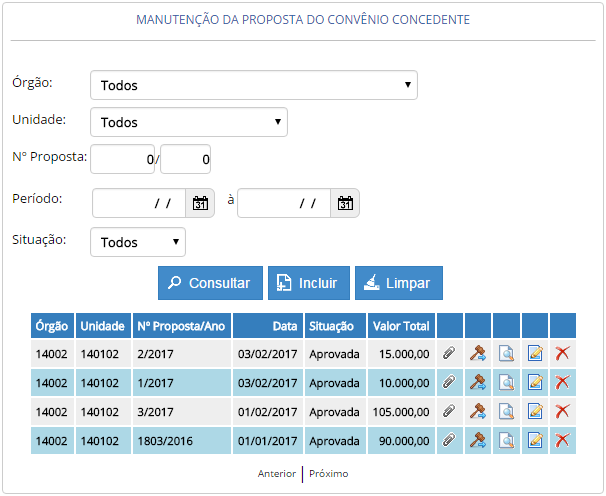 MANUTENÇÃO DA PROPOSTA DO CONVÊNIO CONCEDENTE
Órgão: Todos
Unidade: Todos
Nº Proposta: 0/ 0
Período: / / 31 à / / 31
Situação: Todos
Consultar Incluir Limpar
Órgão Unidade Nº Proposta/Ano Data Situação Valor Total
14002 140102 2/2017 03/02/2017 Aprovada 15.000,00
14002 140102 1/2017 03/02/2017 Aprovada 10.000,00
14002 140102 3/2017 01/02/2017 Aprovada 105.000,00
14002 140102 1803/2016 01/01/2017 Aprovada 90.000,00
Anterior | Próximo